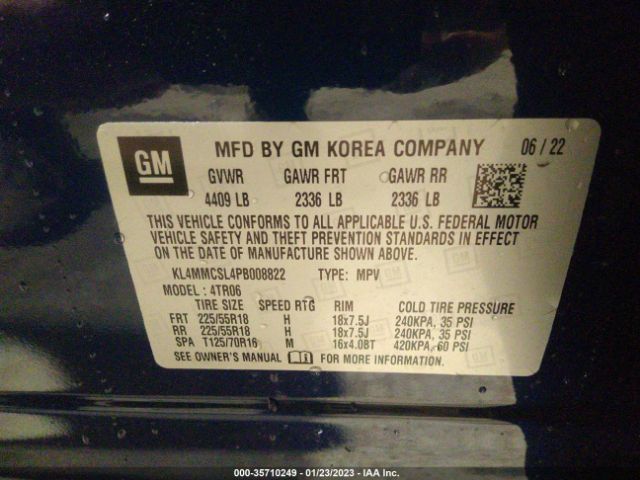 GM MFD BY GM KOREA COMPANY 06 / 22
GVWR GAWR FRT GAWR RR
4409 LB 2336 LB 2336 LB
THIS VEHICLE CONFORMS TO ALL APPLICABLE U.S. FEDERAL MOTOR
VEHICLE SAFETY AND THEFT PREVENTION STANDARDS IN EFFECT
ON THE DATE OF MANUFACTURE SHOWN ABOVE.
KL4MMCSL4PB008822 TYPE: MPV
MODEL : 4TR06
TIRE SIZE SPEED RTG RIM COLD TIRE PRESSURE
FRT 225/55R18 H 18x7.5J 240KPA, 35 PSI
RR 225/55R18 H 18x7.5J 240KPA, 35 PSI
SPA T125/70R16 M 16x4.0BT 420KPA, 60 PSI
SEE OWNER'S MANUAL FOR MORE INFORMATION.
000-35710249 - 01/23/2023 - IAA Inc.